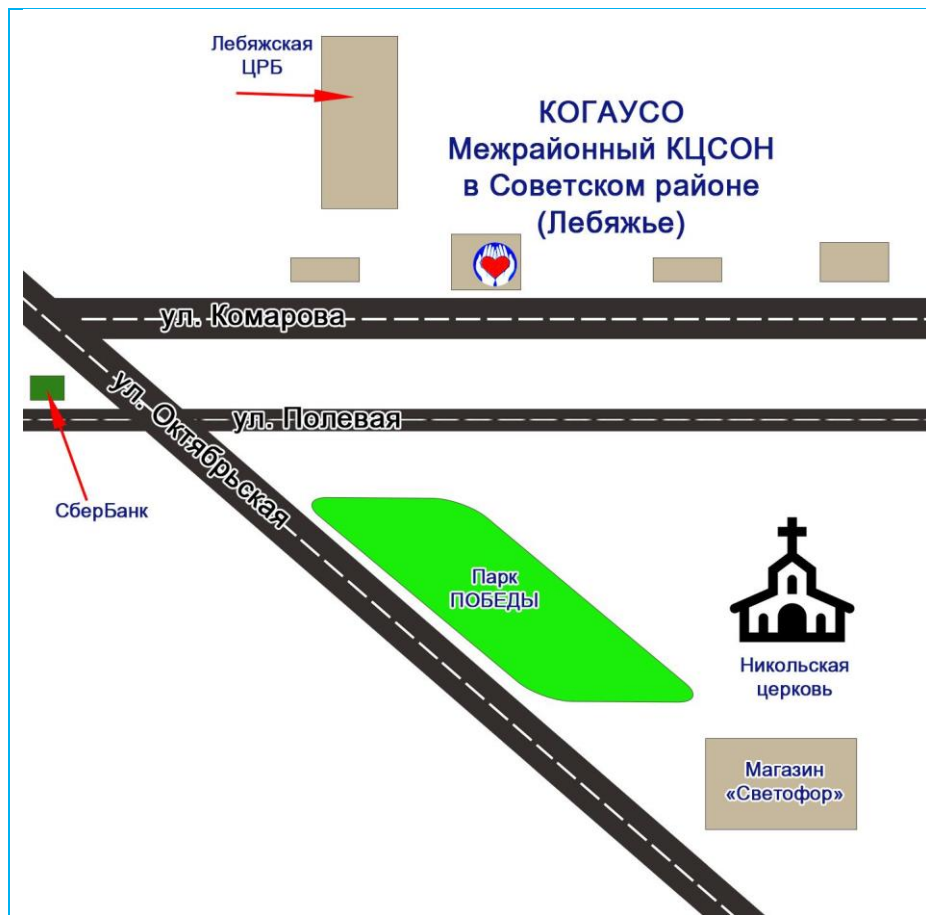 Лебяжская
ЦРБ
КОГАУСО
Межрайонный КЦСОН
в Советском районе
(Лебяжье)
ул. Комарова
ул. Октябрьская
ул. Полевая
СберБанк
Парк
ПОБЕДЫ
Никольская
церковь
Магазин
«Светофор»